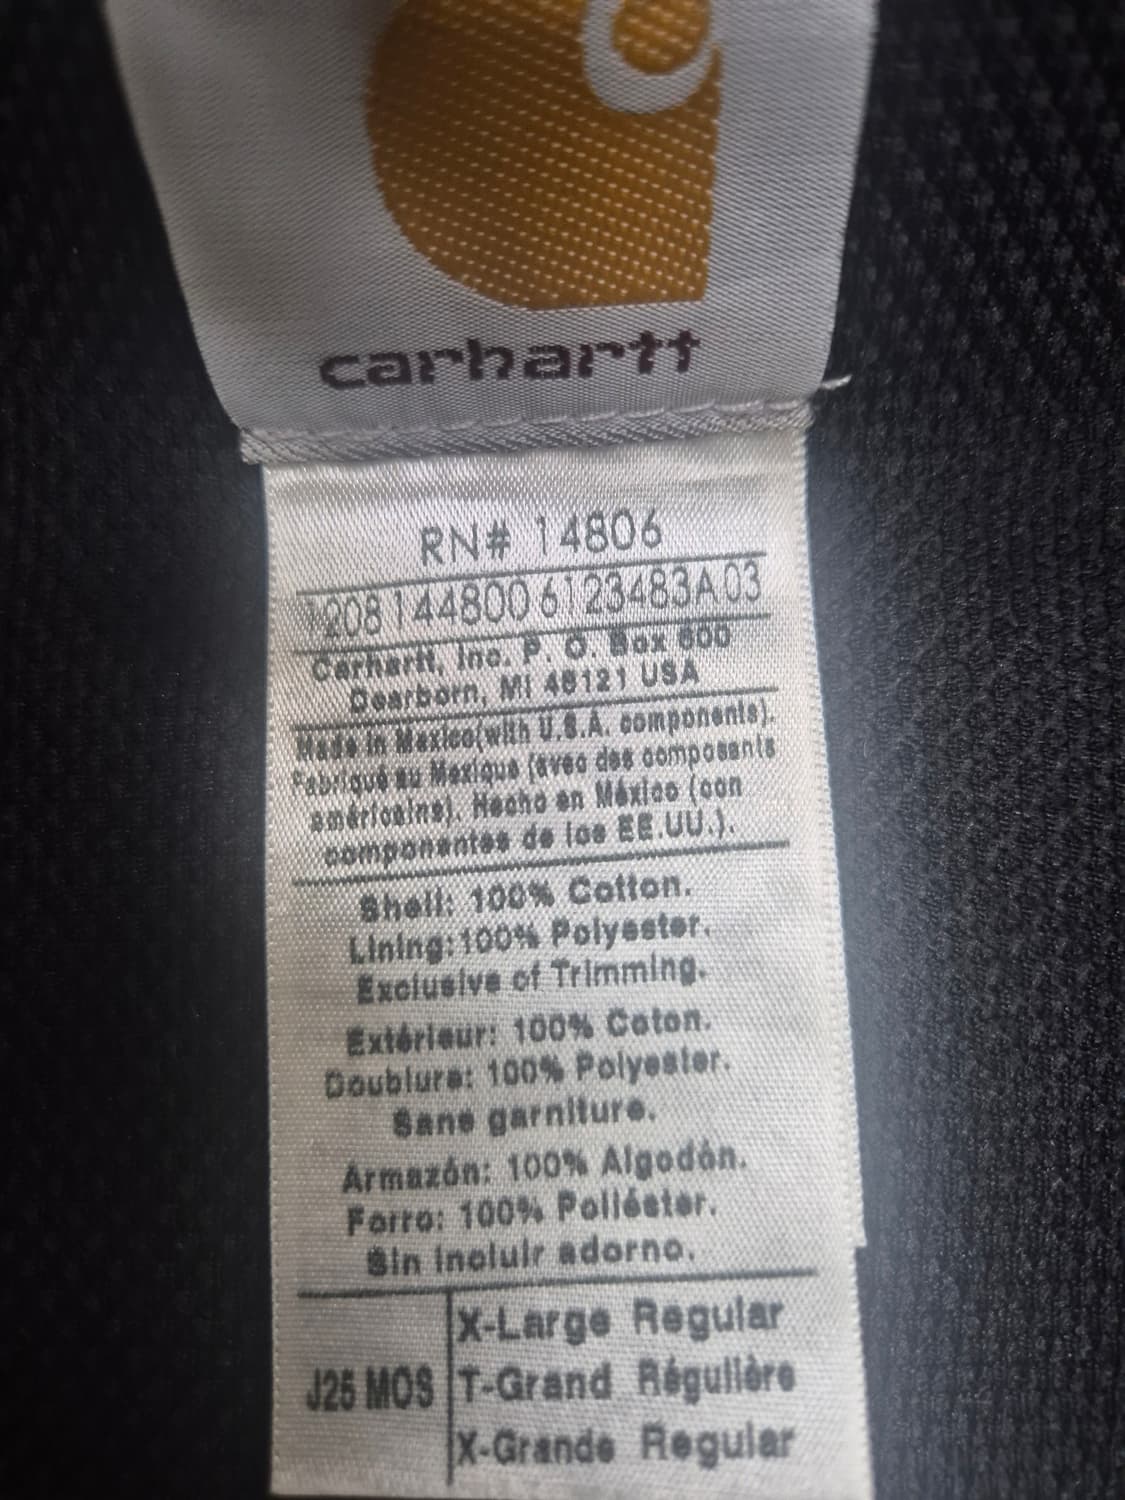 carhartt
RN# 14806
1208 144800 6123483A 03
Carhartt, Inc. P. O. Box 600
Dearborn, MI 48121 USA
Made in Mexico(with U.S.A. components).
Fabriqué au Mexique (avec des composants
américains). Hecho en México (con
componentes de los EE.UU.).
Shell: 100% Cotton.
Lining:100% Polyester.
Exclusive of Trimming.
Extérieur: 100% Coton.
Doublure: 100% Polyester.
Sans garniture.
Armazón: 100% Algodón.
Forro: 100% Poliéster.
Sin incluir adorno.
J25 MOS
X-Large Regular
T-Grand Régulière
X-Grande Regular